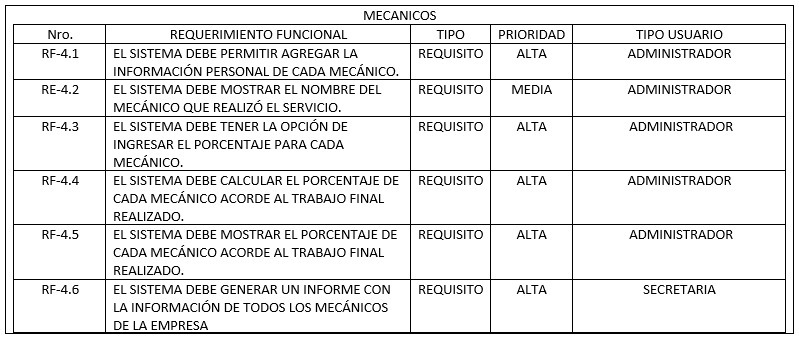 MECANICOS
Nro. REQUERIMIENTO FUNCIONAL TIPO PRIORIDAD TIPO USUARIO
RF-4.1 EL SISTEMA DEBE PERMITIR AGREGAR LA REQUISITO ALTA ADMINISTRADOR
INFORMACIÓN PERSONAL DE CADA MECÁNICO.
RE-4.2 EL SISTEMA DEBE MOSTRAR EL NOMBRE DEL REQUISITO MEDIA ADMINISTRADOR
MECÁNICO QUE REALIZÓ EL SERVICIO.
RF-4.3 EL SISTEMA DEBE TENER LA OPCIÓN DE REQUISITO ALTA ADMINISTRADOR
INGRESAR EL PORCENTAJE PARA CADA
MECÁNICO.
RF-4.4 EL SISTEMA DEBE CALCULAR EL PORCENTAJE DE REQUISITO ALTA ADMINISTRADOR
CADA MECÁNICO ACORDE AL TRABAJO FINAL
REALIZADO.
RF-4.5 EL SISTEMA DEBE MOSTRAR EL PORCENTAJE DE REQUISITO ALTA ADMINISTRADOR
CADA MECÁNICO ACORDE AL TRABAJO FINAL
REALIZADO.
RF-4.6 EL SISTEMA DEBE GENERAR UN INFORME CON REQUISITO ALTA SECRETARIA
LA INFORMACIÓN DE TODOS LOS MECÁNICOS
DE LA EMPRESA